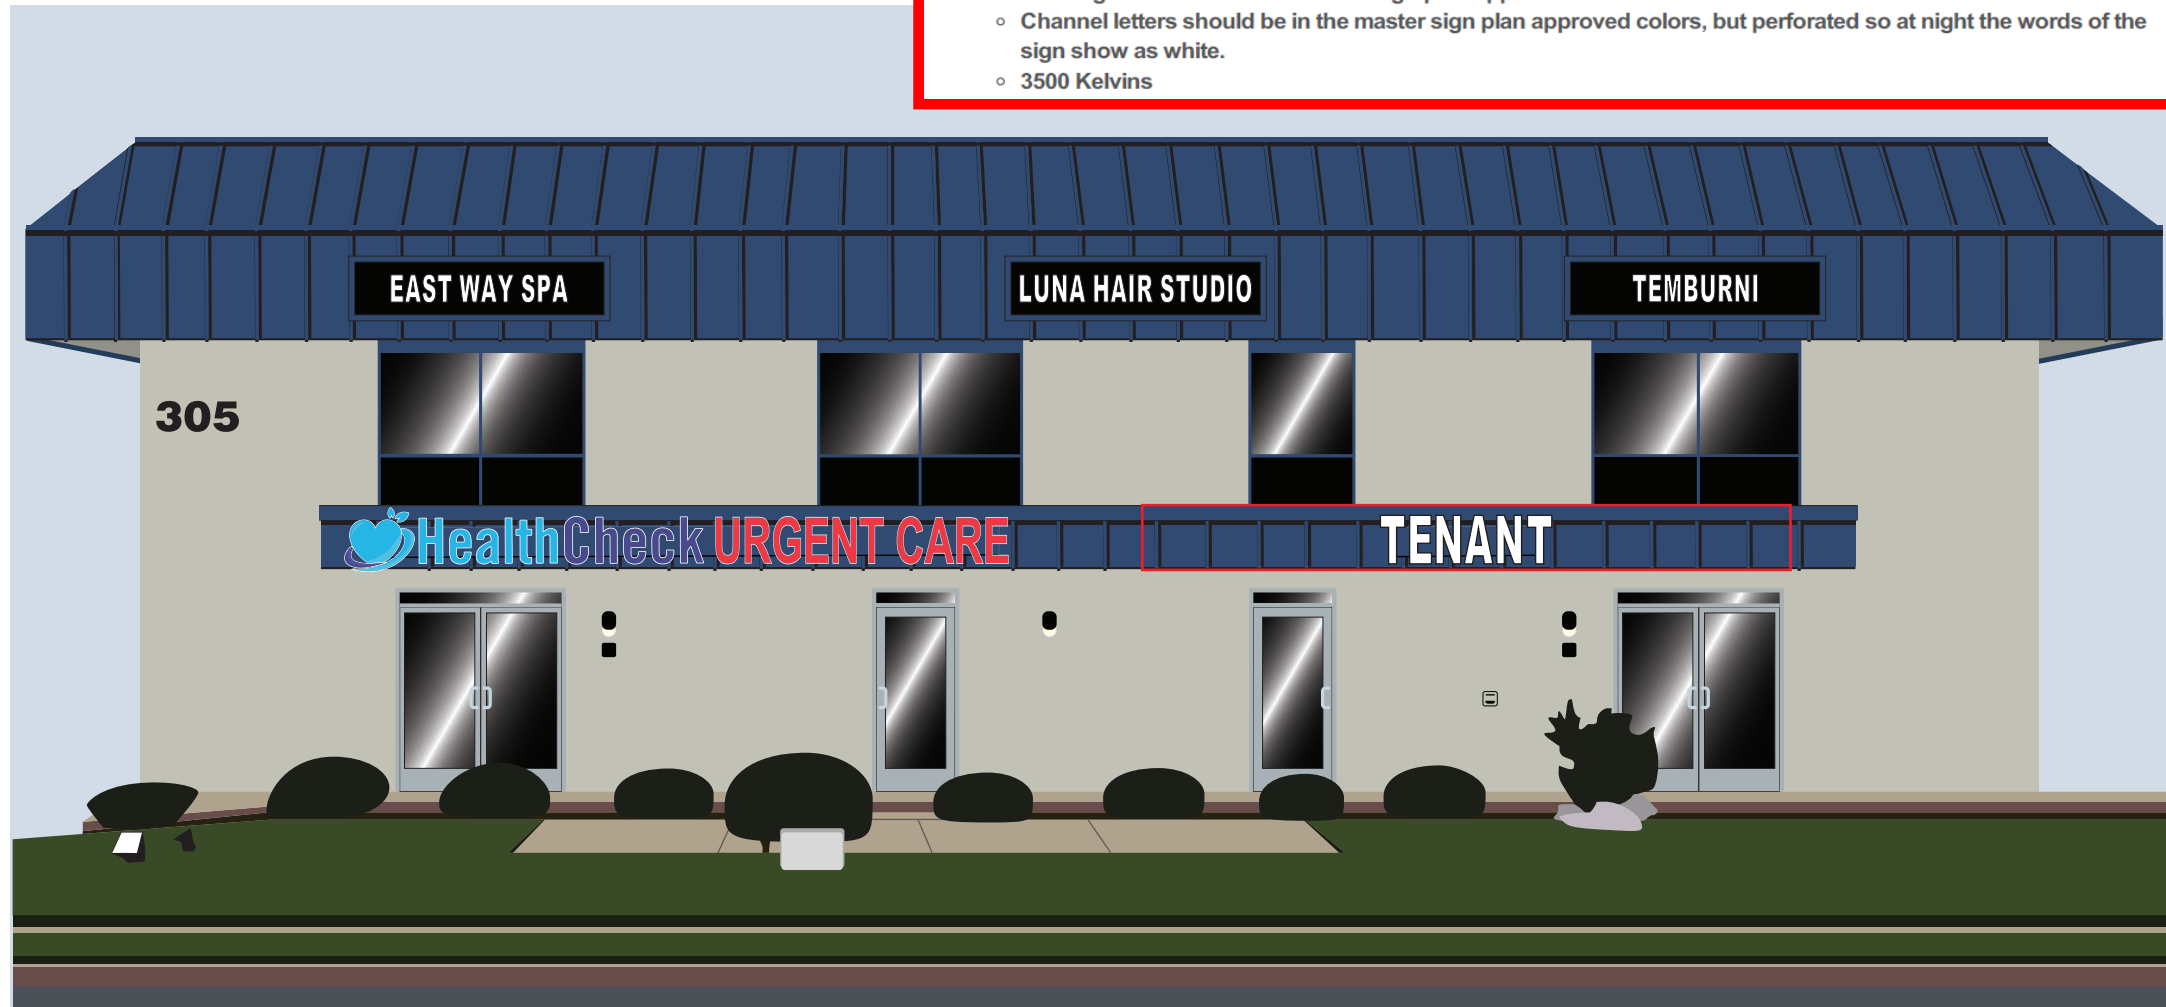 Channel letters should be in the master sign plan approved colors, but perforated so at night the words of the
sign show as white.
3500 Kelvins
EAST WAY SPA
LUNA HAIR STUDIO
TEMBURNI
305
HealthCheck URGENT CARE
TENANT